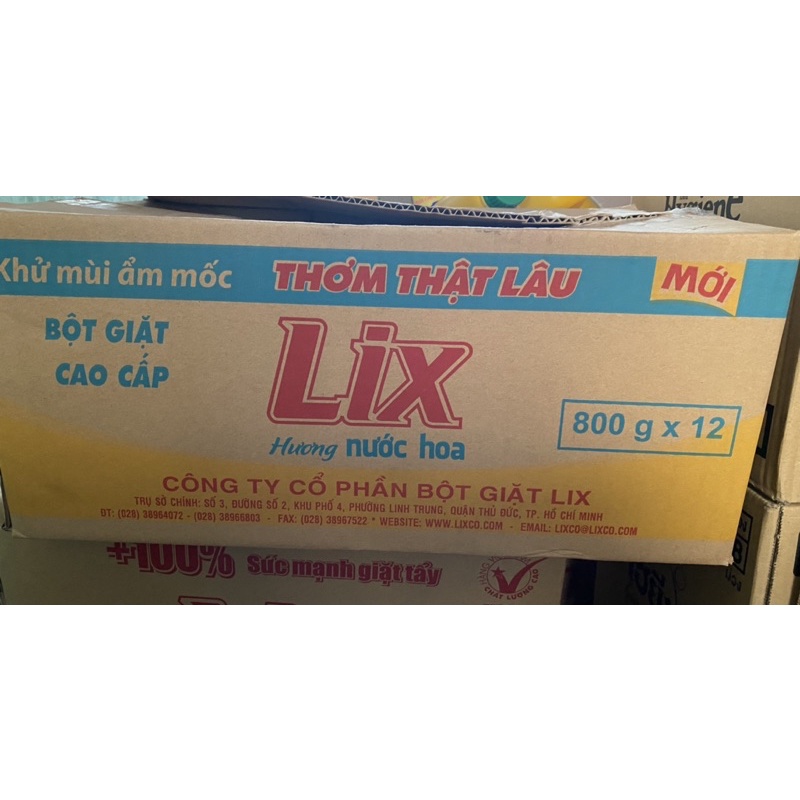 Hygiene
Khử mùi ẩm mốc THƠM THẬT LÂU MỚI
BỘT GIẶT
CAO CẤP
Lix
Hương nước hoa
800 g x 12
CÔNG TY CỔ PHẦN BỘT GIẶT LIX
TRỤ SỞ CHÍNH: SỐ 3, ĐƯỜNG SỐ 2, KHU PHỐ 4, PHƯỜNG LINH TRUNG, QUẬN THỦ ĐỨC, TP. HỒ CHÍ MINH
ĐT: (028) 38964072 - (028) 38966803 - FAX: (028) 38967522 * WEBSITE: WWW.LIXCO.COM - EMAIL: LIXCO@LIXCO.COM
+100% Sức mạnh giặt tẩy
CHẤT LƯỢNG CAO